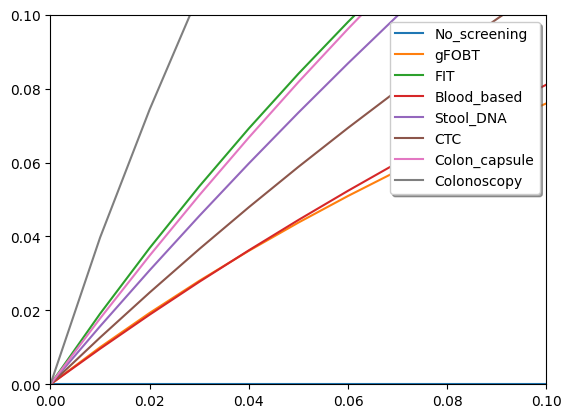 0.10
0.08
0.06
0.04
0.02
0.00
0.00 0.02 0.04 0.06 0.08 0.10
No_screening
gFOBT
FIT
Blood_based
Stool_DNA
CTC
Colon_capsule
Colonoscopy